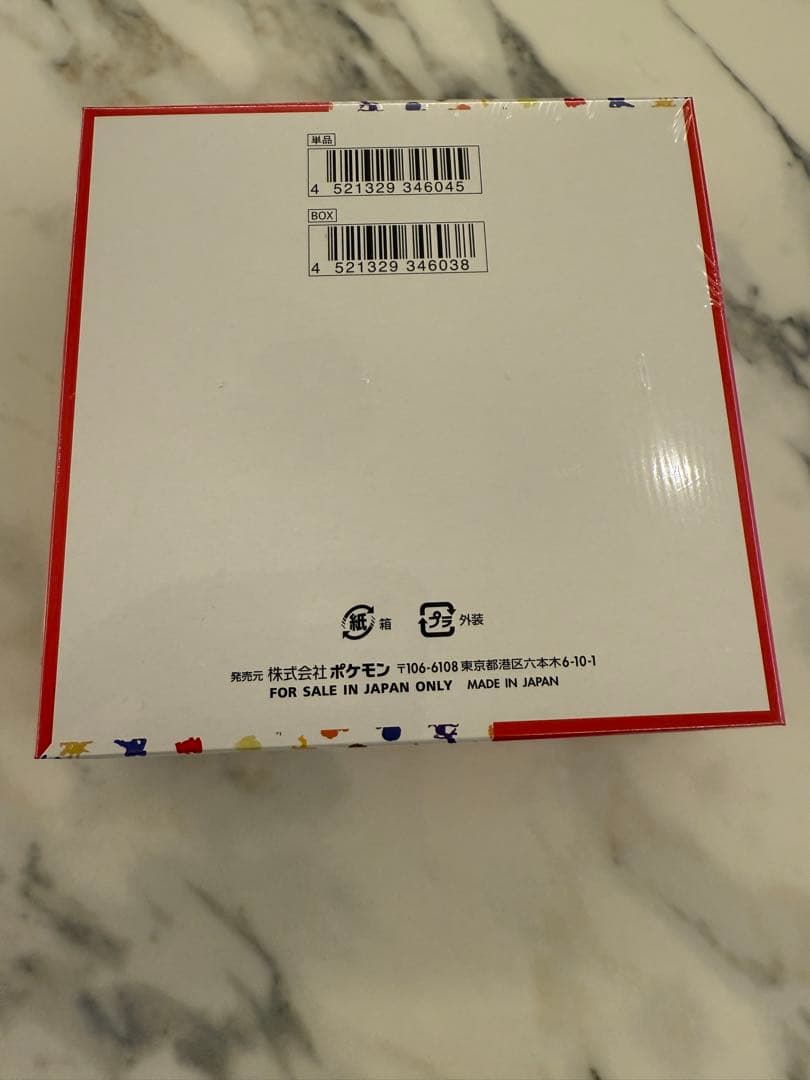 単品
4 521329 346045
BOX
4 521329 346038
紙 箱
プラ 外装
発売元 株式会社ポケモン 〒106-6108 東京都港区六本木6-10-1
FOR SALE IN JAPAN ONLY MADE IN JAPAN